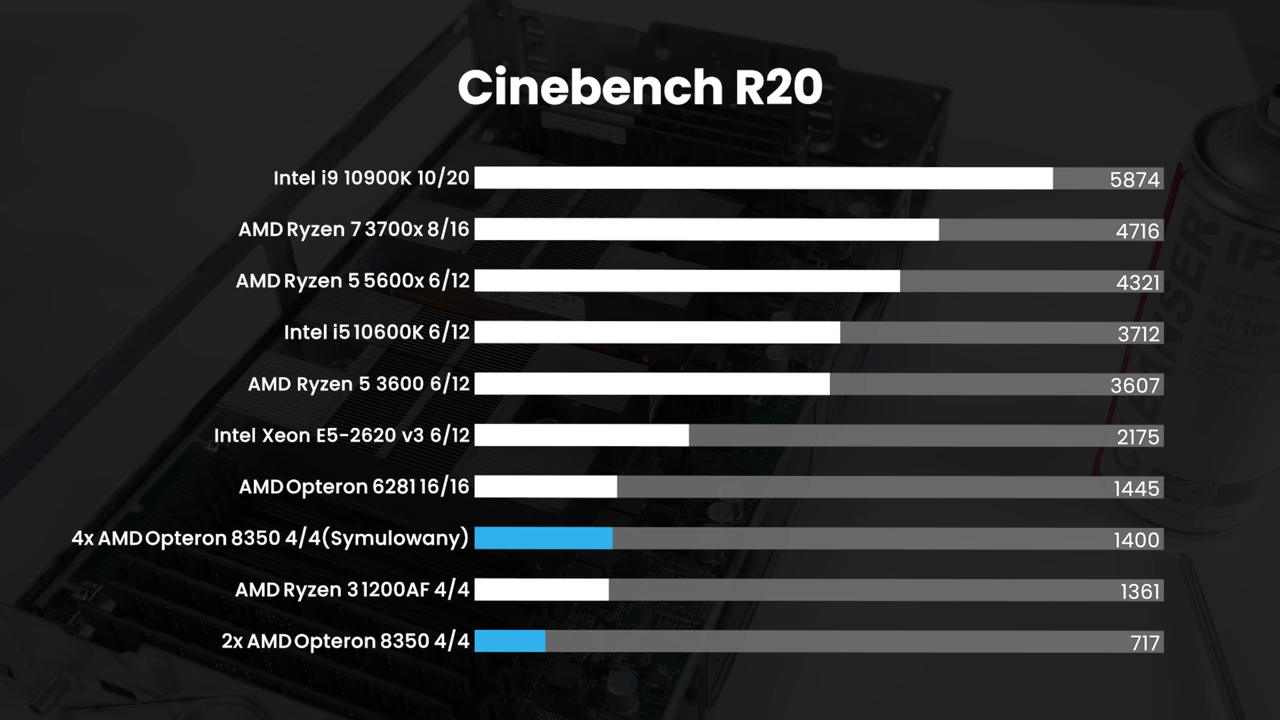 Cinebench R20
Intel i9 10900K 10/20 5874
AMD Ryzen 7 3700x 8/16 4716
AMD Ryzen 5 5600x 6/12 4321
Intel i5 10600K 6/12 3712
AMD Ryzen 5 3600 6/12 3607
Intel Xeon E5-2620 v3 6/12 2175
AMD Opteron 6281 16/16 1445
4x AMD Opteron 8350 4/4(Symulowany) 1400
AMD Ryzen 3 1200AF 4/4 1361
2x AMD Opteron 8350 4/4 717